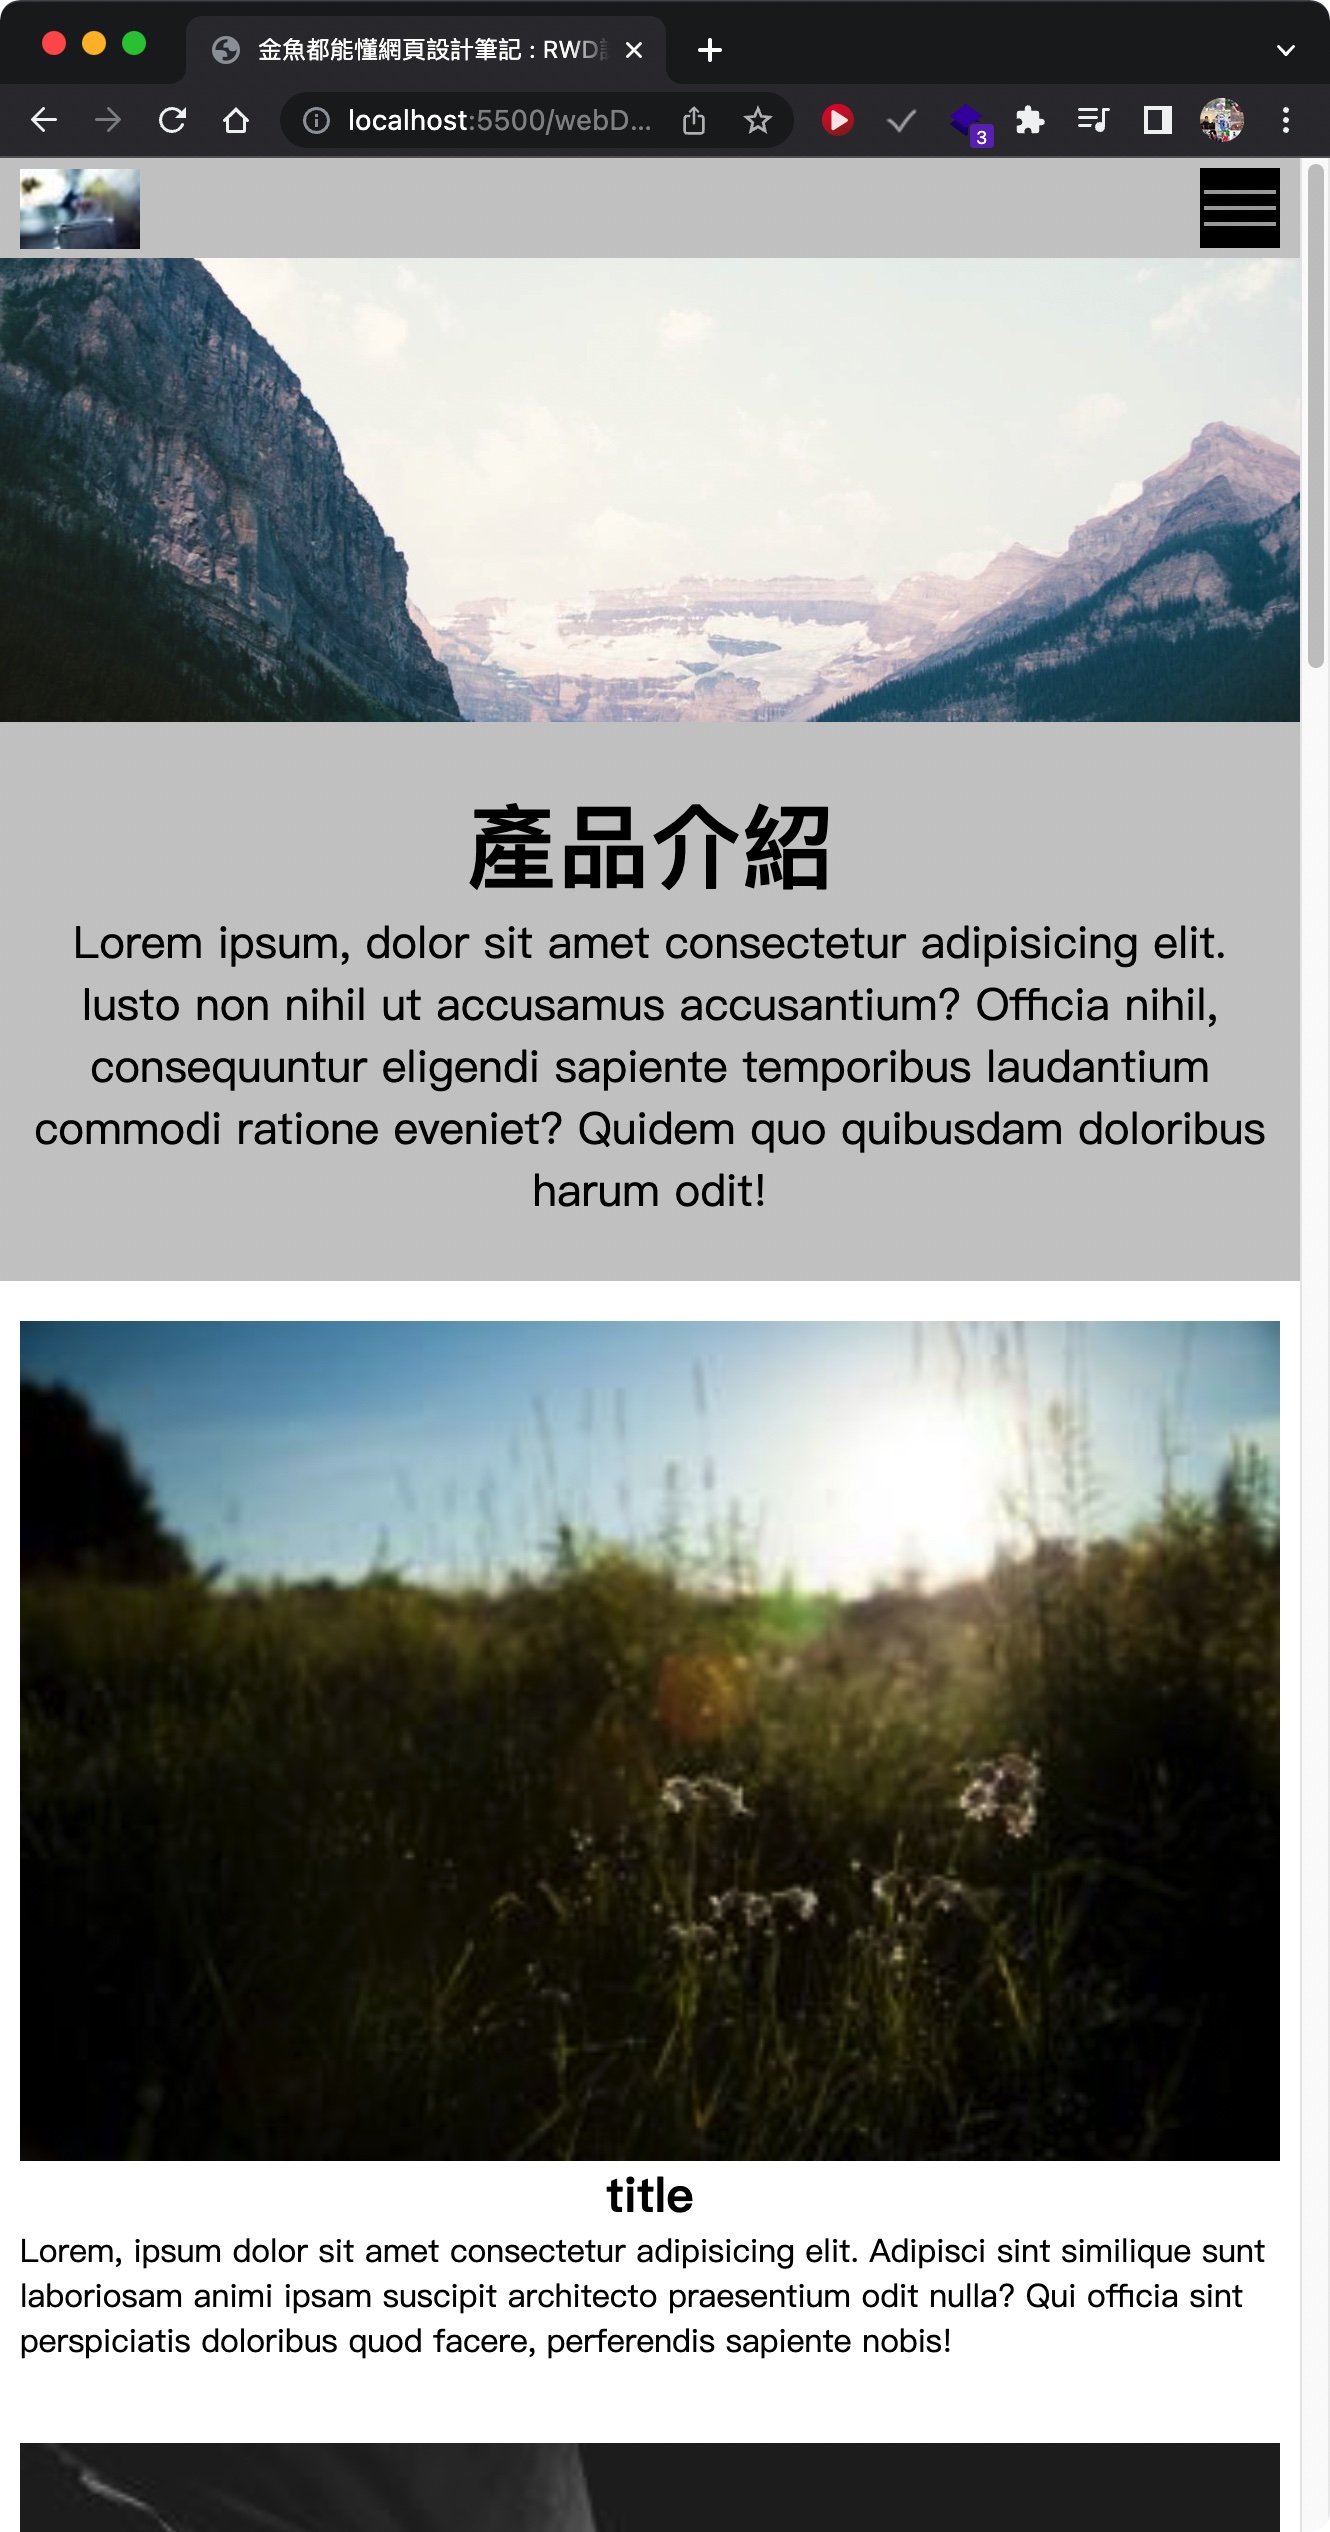 金魚都能懂網頁設計筆記 : RWD
localhost:5500/webD...
3
產品介紹
Lorem ipsum, dolor sit amet consectetur adipisicing elit.
Iusto non nihil ut accusamus accusantium? Officia nihil,
consequuntur eligendi sapiente temporibus laudantium
commodi ratione eveniet? Quidem quo quibusdam doloribus
harum odit!
title
Lorem, ipsum dolor sit amet consectetur adipisicing elit. Adipisci sint similique sunt
laboriosam animi ipsam suscipit architecto praesentium odit nulla? Qui officia sint
perspiciatis doloribus quod facere, perferendis sapiente nobis!